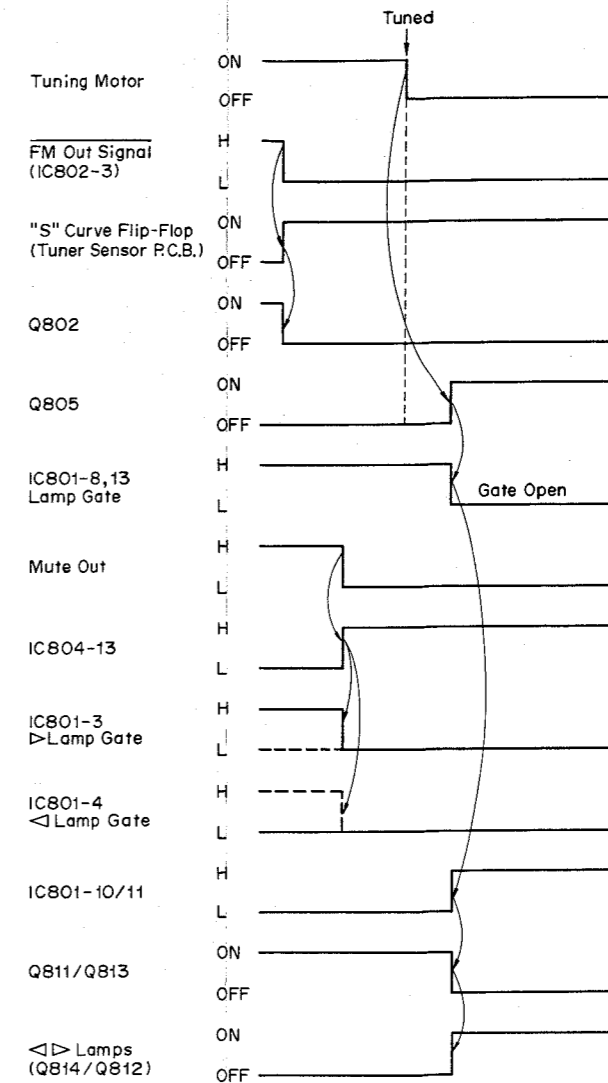 Tuned
Tuning Motor
ON
OFF
FM Out Signal
(IC802-3)
H
L
"S" Curve Flip-Flop
(Tuner Sensor P.C.B.)
ON
OFF
Q802
ON
OFF
Q805
ON
OFF
IC801-8,13
Lamp Gate
H
L
Gate Open
Mute Out
H
L
IC804-13
H
L
IC801-3
▷Lamp Gate
H
L
IC801-4
◁Lamp Gate
H
L
IC801-10/11
H
L
Q811/Q813
ON
OFF
◁▷ Lamps
(Q814/Q812)
ON
OFF